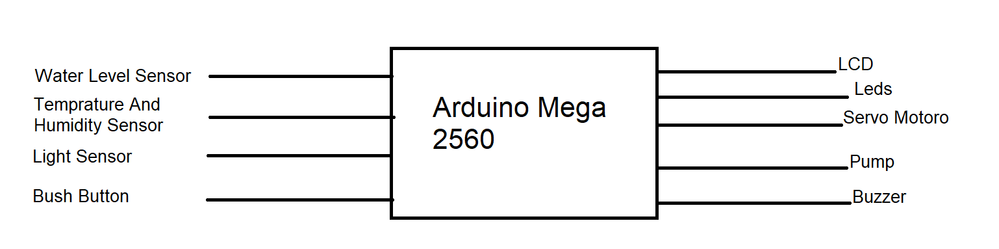 Water Level Sensor
Temprature And
Humidity Sensor
Light Sensor
Bush Button
Arduino Mega
2560
LCD
Leds
Servo Motoro
Pump
Buzzer